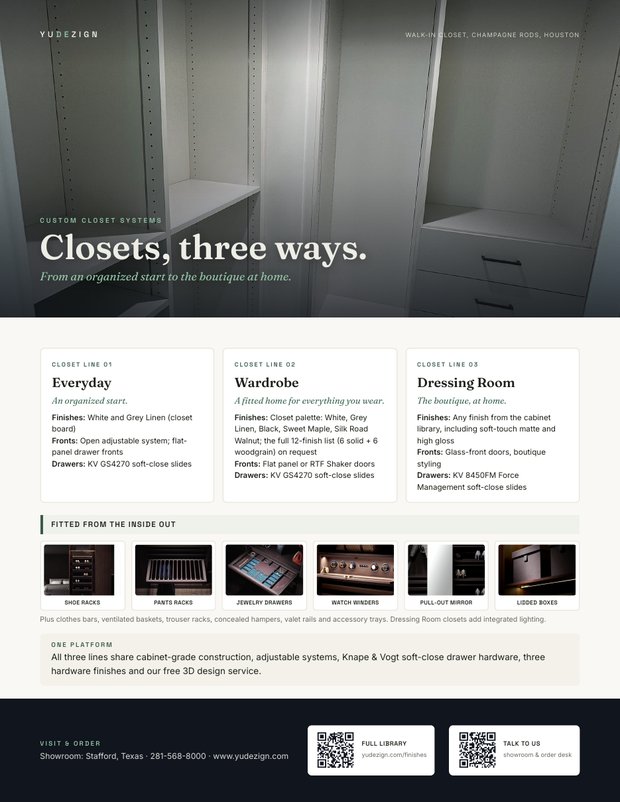 YUDEZIGN
WALK-IN CLOSET, CHAMPAGNE RODS, HOUSTON
CUSTOM CLOSET SYSTEMS
Closets, three ways.
From an organized start to the boutique at home.
CLOSET LINE 01
Everyday
An organized start.
Finishes: White and Grey Linen (closet
board)
Fronts: Open adjustable system; flat-
panel drawer fronts
Drawers: KV GS4270 soft-close slides
CLOSET LINE 02
Wardrobe
A fitted home for everything you wear.
Finishes: Closet palette: White, Grey
Linen, Black, Sweet Maple, Silk Road
Walnut; the full 12-finish list (6 solid + 6
woodgrain) on request
Fronts: Flat panel or RTF Shaker doors
Drawers: KV GS4270 soft-close slides
CLOSET LINE 03
Dressing Room
The boutique, at home.
Finishes: Any finish from the cabinet
library, including soft-touch matte and
high gloss
Fronts: Glass-front doors, boutique
styling
Drawers: KV 8450FM Force
Management soft-close slides
FITTED FROM THE INSIDE OUT
SHOE RACKS
PANTS RACKS
JEWELRY DRAWERS
WATCH WINDERS
PULL-OUT MIRROR
LIDDED BOXES
Plus clothes bars, ventilated baskets, trouser racks, concealed hampers, valet rails and accessory trays. Dressing Room closets add integrated lighting.
ONE PLATFORM
All three lines share cabinet-grade construction, adjustable systems, Knape & Vogt soft-close drawer hardware, three
hardware finishes and our free 3D design service.
VISIT & ORDER
Showroom: Stafford, Texas · 281-568-8000 · www.yudezign.com
FULL LIBRARY
yudezign.com/finishes
TALK TO US
showroom & order desk